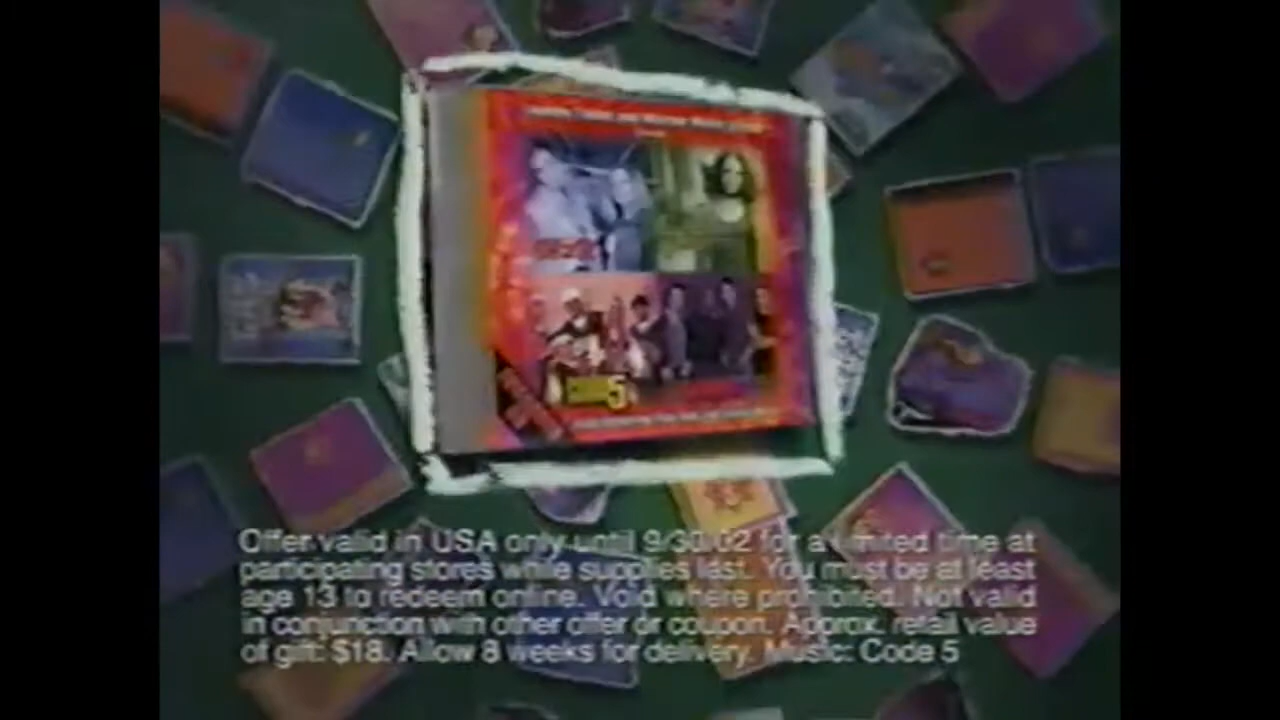 5
Offer valid in USA only until 9/30/02 for a limited time at
participating stores while supplies last. You must be at least
age 13 to redeem online. Void where prohibited. Not valid
in conjunction with other offer or coupon. Approx. retail value
of gift: $18. Allow 8 weeks for delivery. Music: Code 5